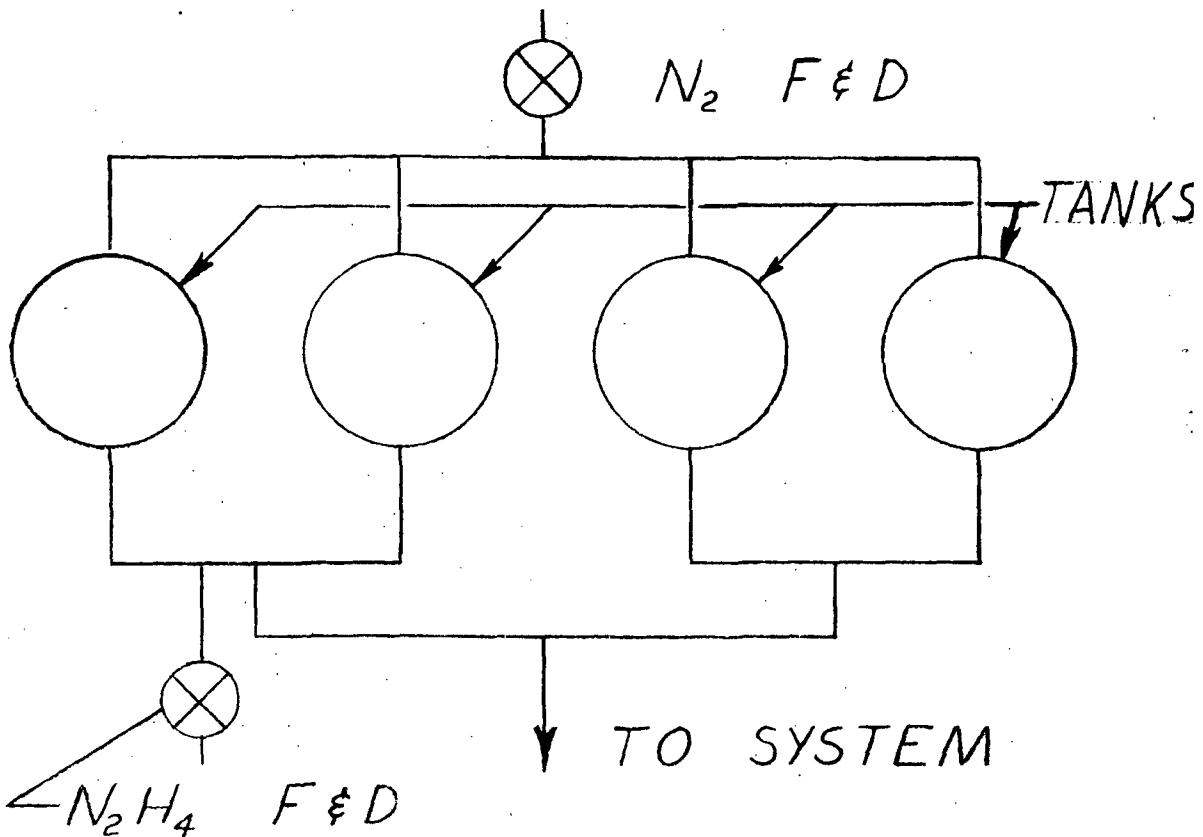 N₂ F & D
TANKS
TO SYSTEM
N₂H₄ F & D